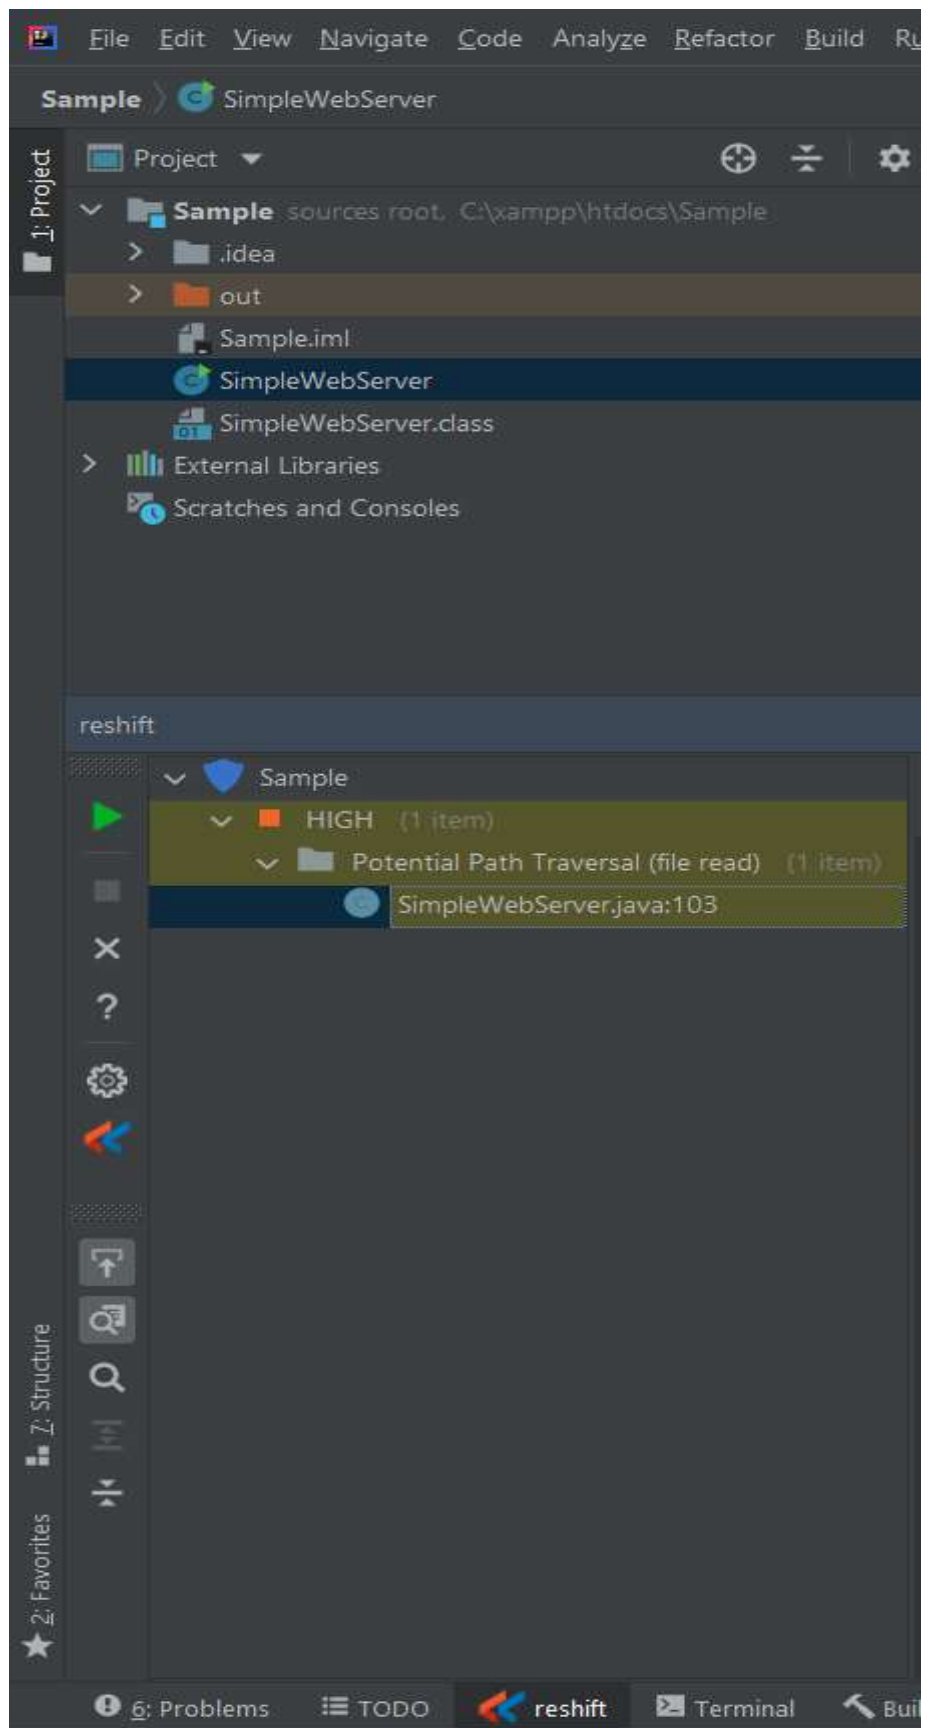 File Edit View Navigate Code Analyze Refactor Build Ru
Sample SimpleWebServer
1: Project
Project
Sample sources root, C:\xampp\htdocs\Sample
.idea
out
Sample.iml
SimpleWebServer
SimpleWebServer.class
External Libraries
Scratches and Consoles
reshift
Sample
HIGH (1 item)
Potential Path Traversal (file read) (1 item)
SimpleWebServer.java:103
7: Structure
2: Favorites
6: Problems TODO reshift Terminal Buil